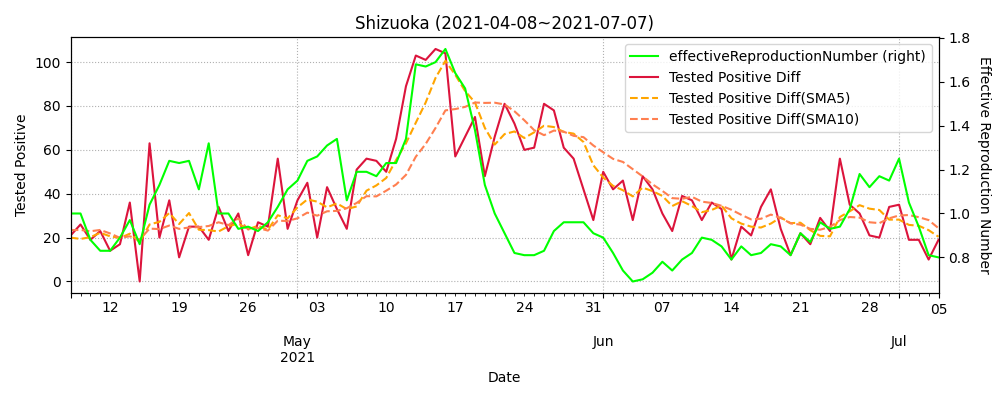 Shizuoka (2021-04-08~2021-07-07)
effectiveReproductionNumber (right)
Tested Positive Diff
Tested Positive Diff(SMA5)
Tested Positive Diff(SMA10)
Tested Positive
100
80
60
40
20
0
1.8
1.6
1.4
1.2
1.0
0.8
Effective Reproduction Number
12 19 26 03 10 17 24 31 07 14 21 28 05
May Jun Jul
2021
Date